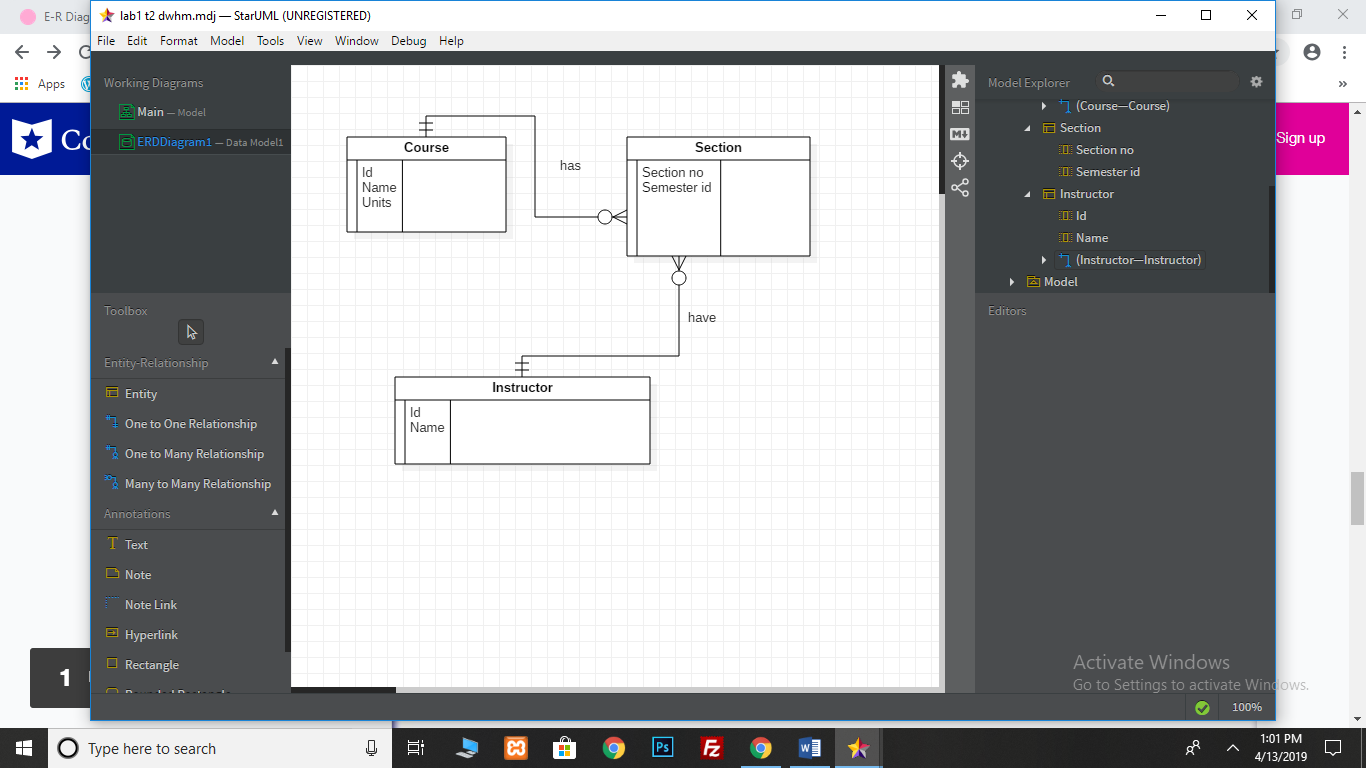 E-R Diag
lab1 t2 dwhm.mdj — StarUML (UNREGISTERED)
File Edit Format Model Tools View Window Debug Help
Apps
Co
Sign up
Working Diagrams
Main — Model
ERDDiagram1 — Data Model1
Toolbox
Entity-Relationship
Entity
One to One Relationship
One to Many Relationship
Many to Many Relationship
Annotations
Text
Note
Note Link
Hyperlink
Rectangle
Course
Id
Name
Units
has
Section
Section no
Semester id
have
Instructor
Id
Name
M
Model Explorer
(Course—Course)
Section
Section no
Semester id
Instructor
Id
Name
(Instructor—Instructor)
Model
Editors
Activate Windows
Go to Settings to activate Windows.
100%
1
Type here to search
Ps
Fz
W
1:01 PM
4/13/2019